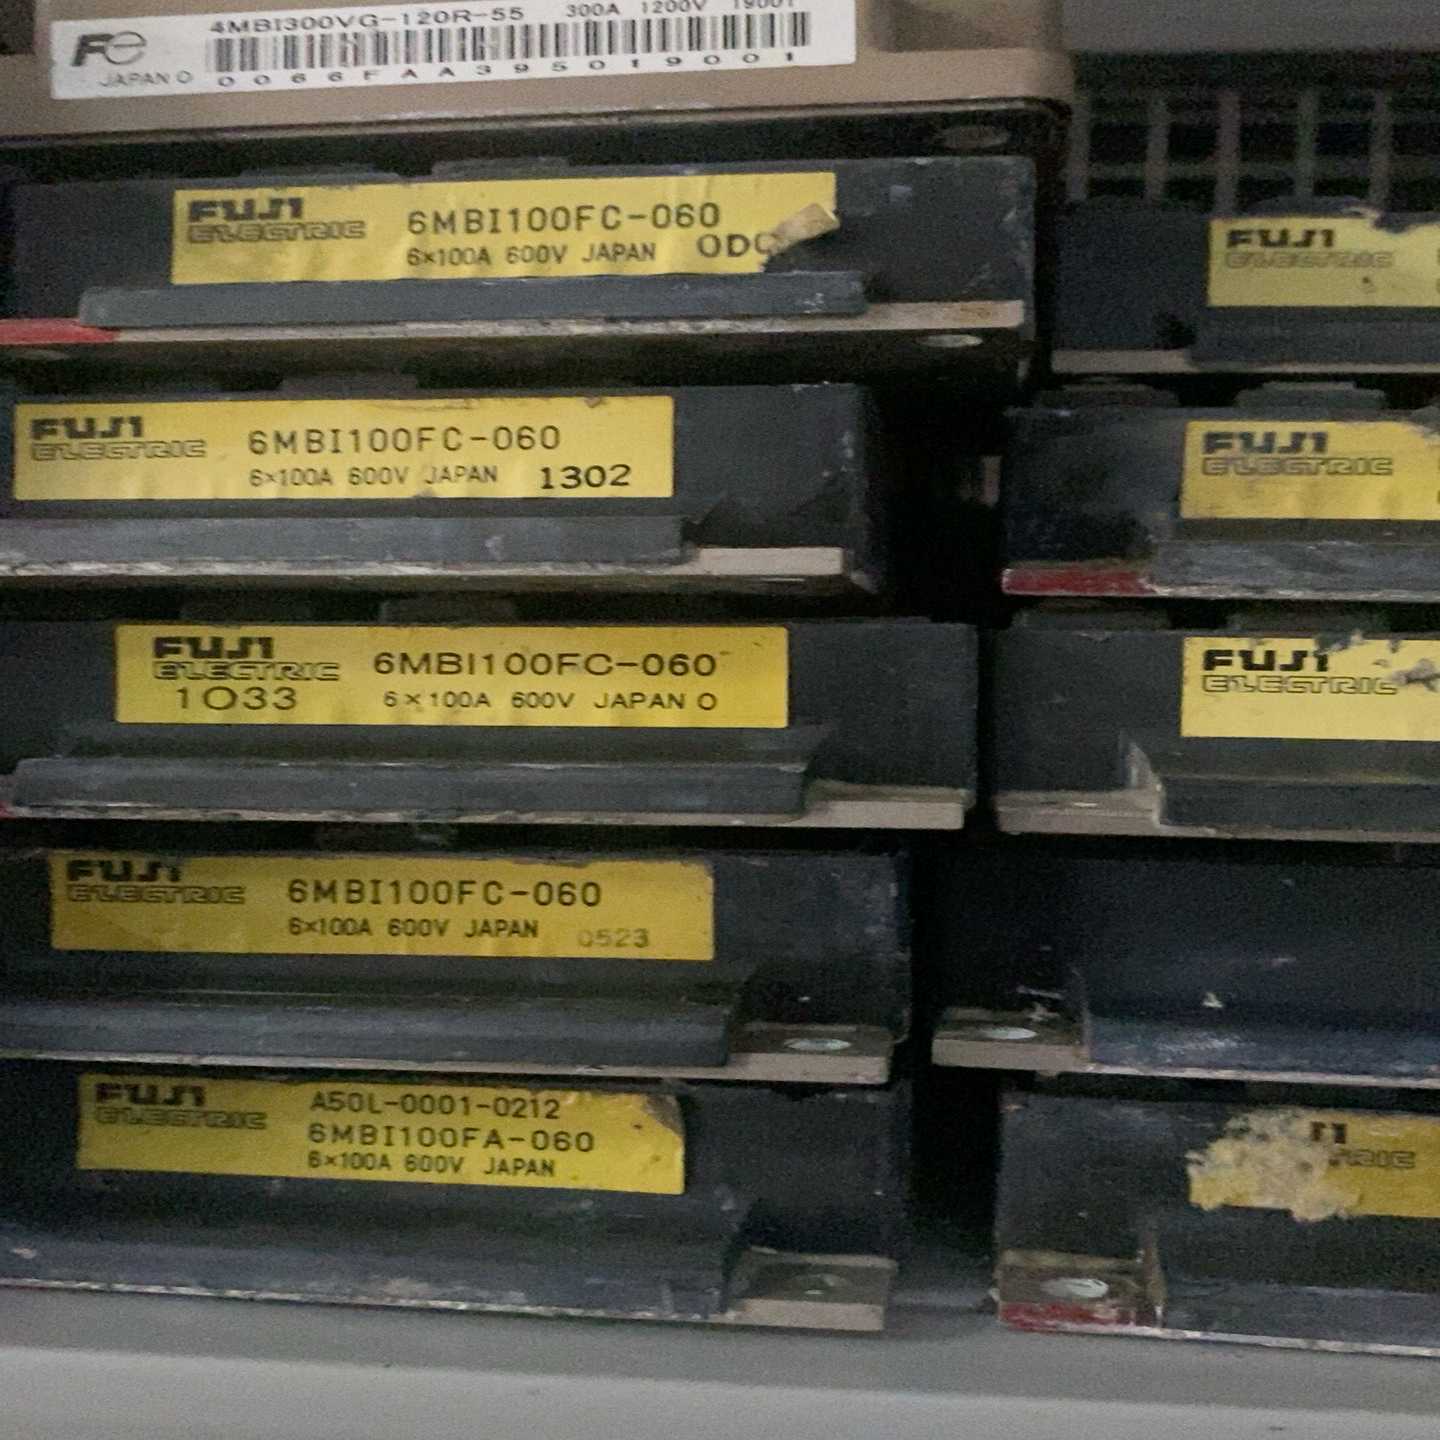 4MBI300VG-120R-55 300A 1200V 19001
Fe
JAPAN O 0066FAA395019001
FUJI
ELECTRIC
6MBI100FC-060
6×100A 600V JAPAN
FUJI
ELECTRIC
6MBI100FC-060
6×100A 600V JAPAN 1302
FUJI
ELECTRIC
1033
6MBI100FC-060
6×100A 600V JAPAN O
FUJI
ELECTRIC
6MBI100FC-060
6×100A 600V JAPAN 0523
FUJI
ELECTRIC
A50L-0001-0212
6MBI100FA-060
6×100A 600V JAPAN
FUJI
ELECTRIC
FUJI
ELECTRIC
FUJI
ELECTRIC